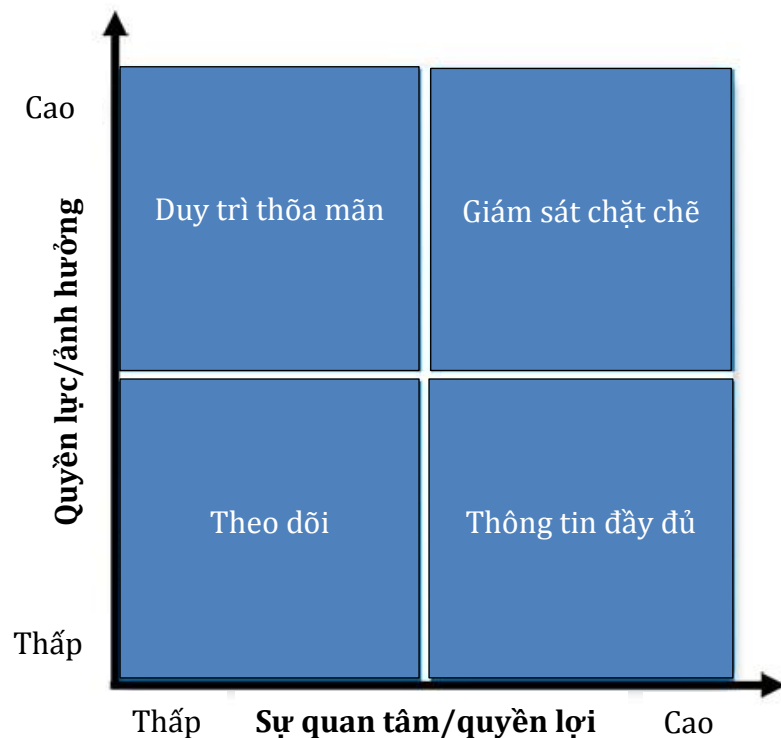 Cao
Duy trì thõa mãn
Giám sát chặt chẽ
Quyền lực/ảnh hưởng
Theo dõi
Thông tin đầy đủ
Thấp
Thấp
Sự quan tâm/quyền lợi
Cao